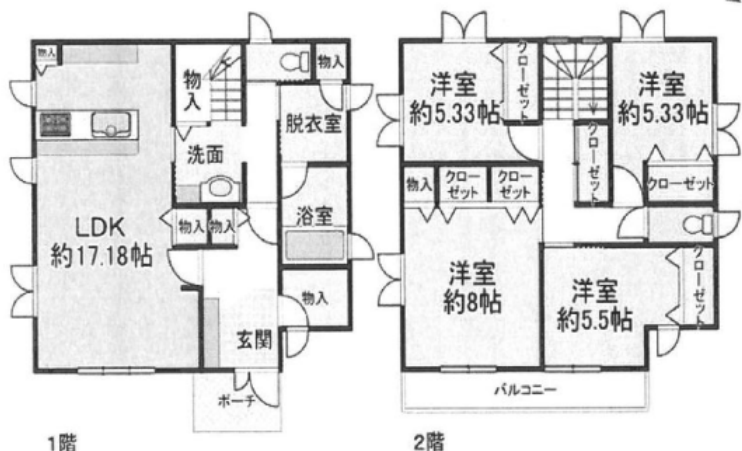 物入
物入
物入
脱衣室
洗面
LDK
約17.18帖
物入
物入
浴室
物入
玄関
ポーチ
1階
洋室
約5.33帖
クローゼット
クローゼット
洋室
約5.33帖
クローゼット
物入
クロー
ゼット
クロー
ゼット
洋室
約8帖
洋室
約5.5帖
クローゼット
バルコニー
2階